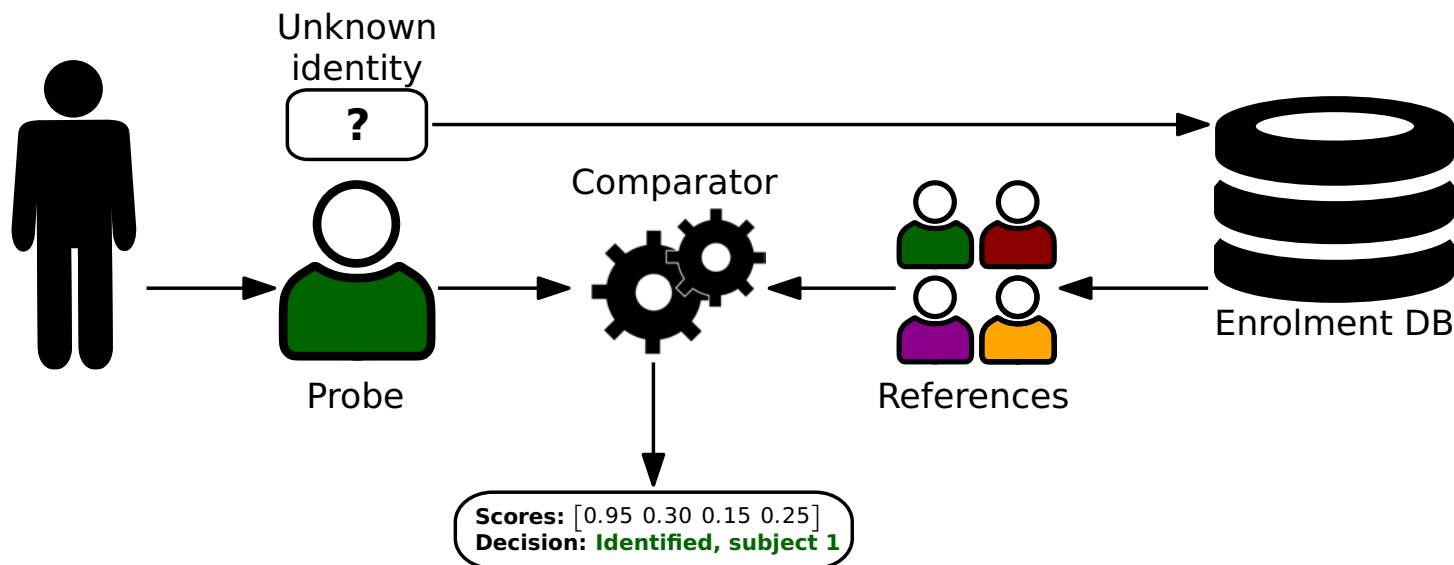 Unknown
identity
?
Comparator
Enrolment DB
Probe
References
Scores: [0.95 0.30 0.15 0.25]
Decision: Identified, subject 1